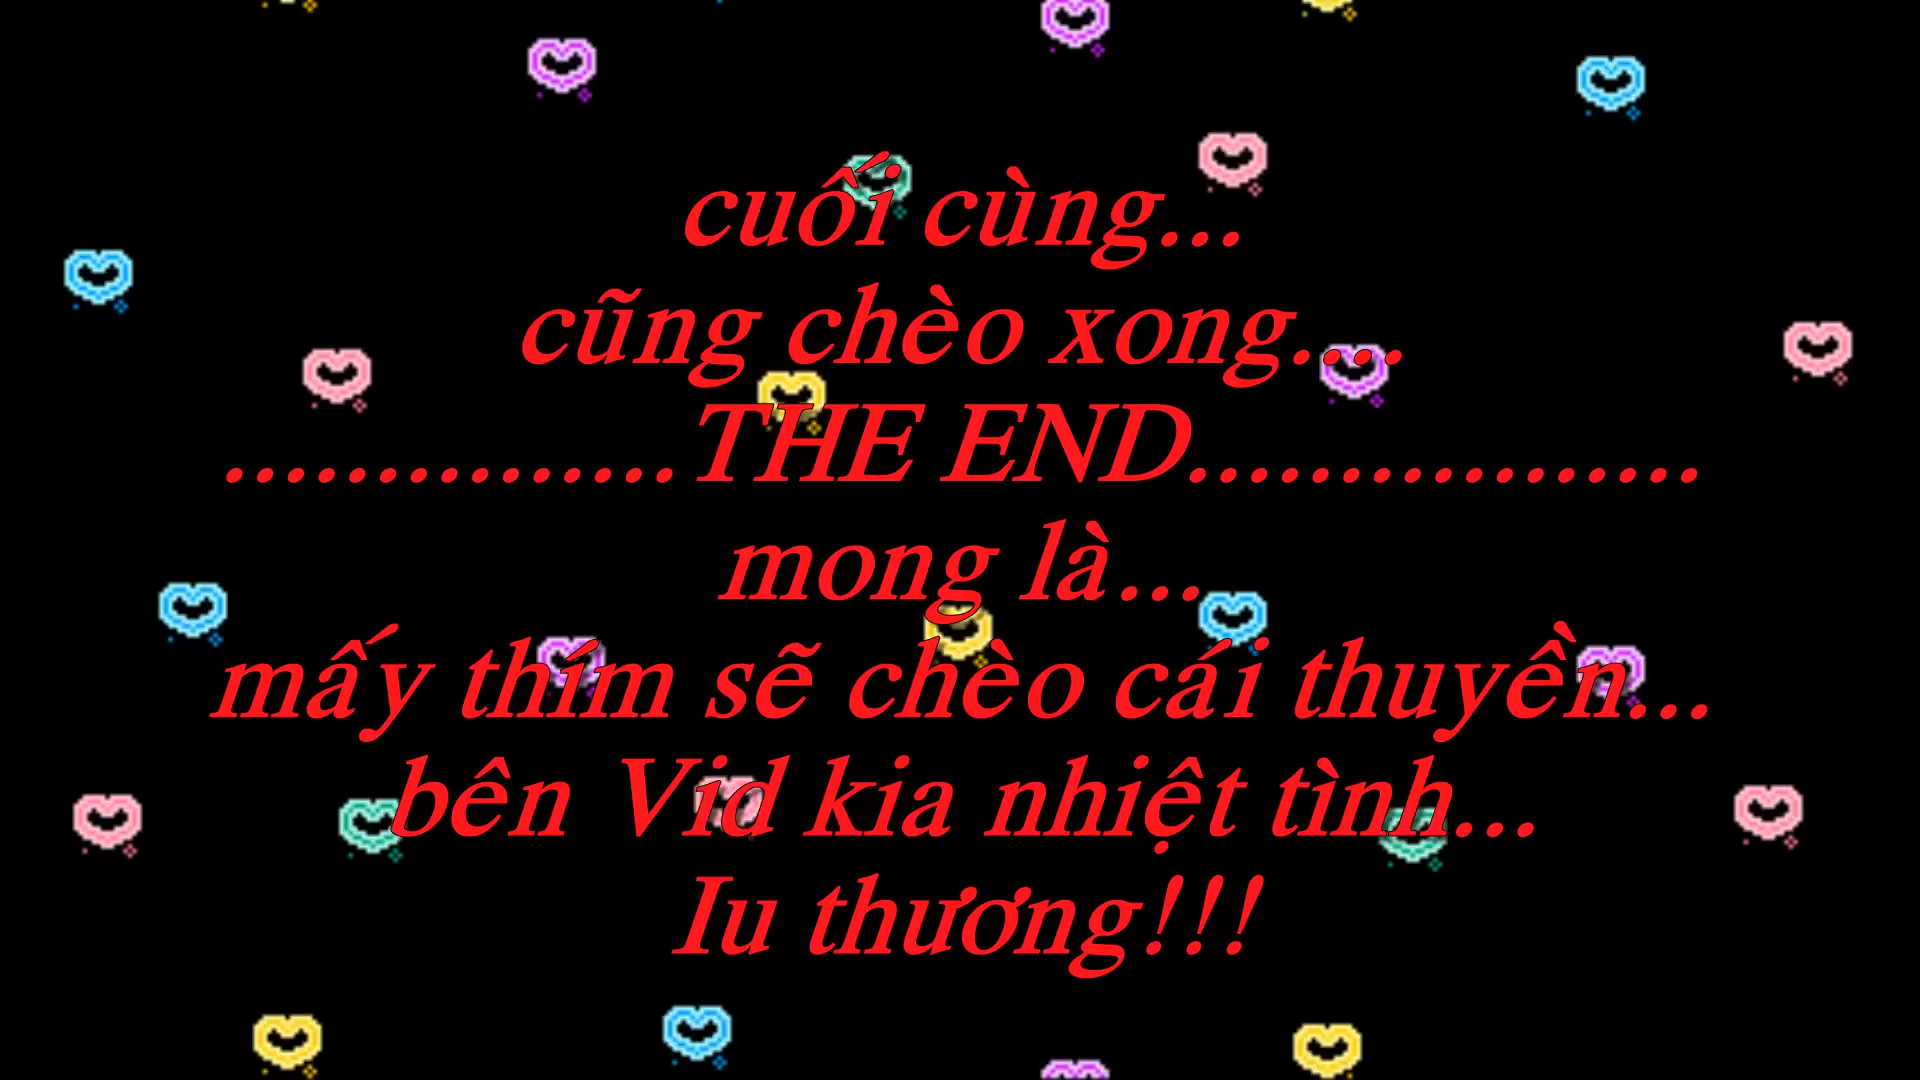 cuối cùng...
cũng chèo xong....
...............THE END.................
mong là...
mấy thím sẽ chèo cái thuyền...
bên Vid kia nhiệt tình...
Iu thương!!!